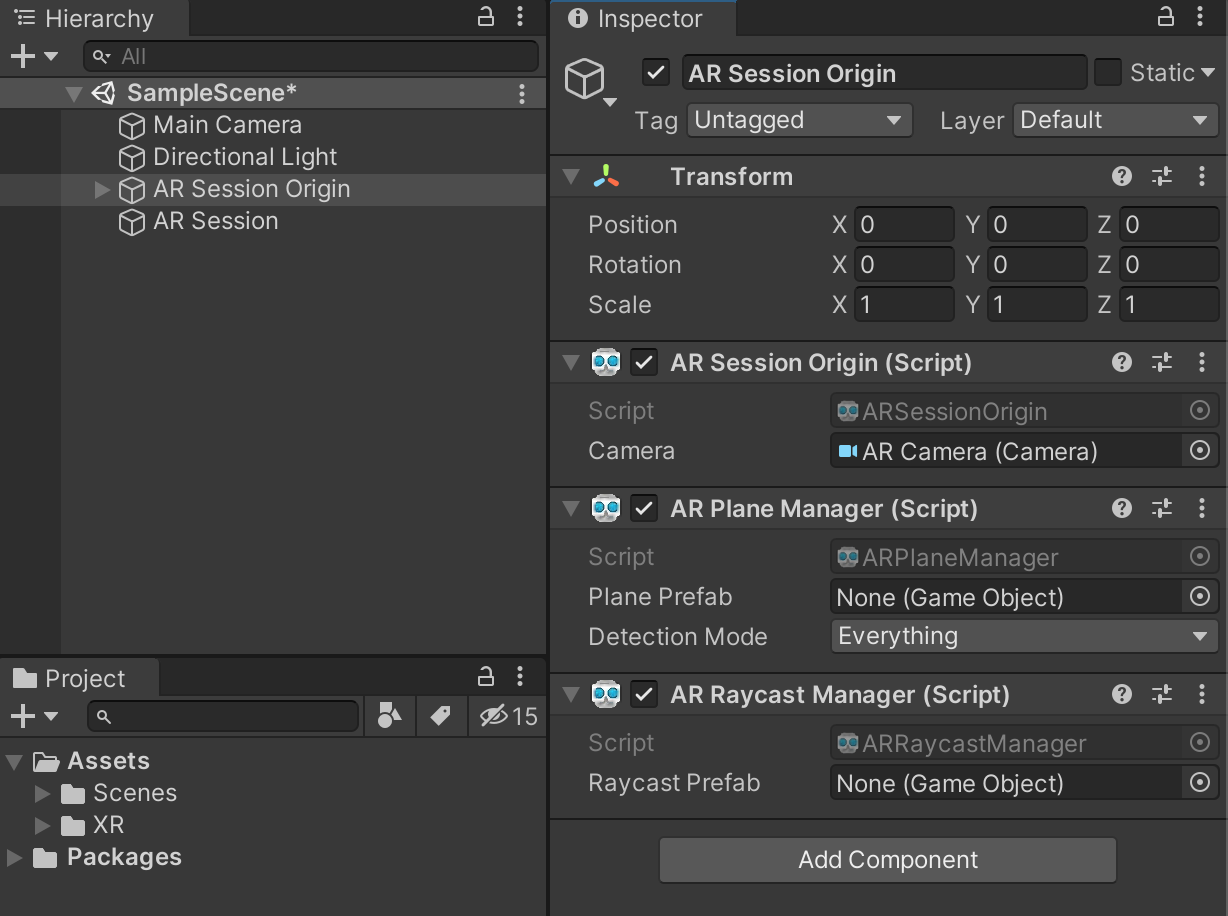 Hierarchy
All
SampleScene*
Main Camera
Directional Light
AR Session Origin
AR Session
Project
15
Assets
Scenes
XR
Packages
Inspector
AR Session Origin
Static
Tag Untagged Layer Default
Transform
Position X 0 Y 0 Z 0
Rotation X 0 Y 0 Z 0
Scale X 1 Y 1 Z 1
AR Session Origin (Script)
Script ARSessionOrigin
Camera AR Camera (Camera)
AR Plane Manager (Script)
Script ARPlaneManager
Plane Prefab None (Game Object)
Detection Mode Everything
AR Raycast Manager (Script)
Script ARRaycastManager
Raycast Prefab None (Game Object)
Add Component